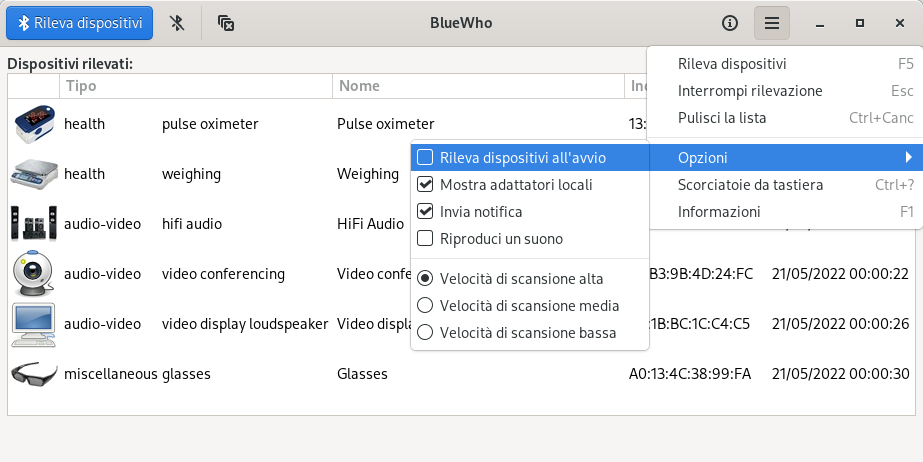 Rileva dispositivi BlueWho
Dispositivi rilevati:
Tipo Nome
Rileva dispositivi F5
Interrompi rilevazione Esc
Pulisci la lista Ctrl+Canc
Opzioni
Scorciatoie da tastiera Ctrl+?
Informazioni F1
Rileva dispositivi all'avvio
Mostra adattatori locali
Invia notifica
Riproduci un suono
Velocità di scansione alta
Velocità di scansione media
Velocità di scansione bassa
health pulse oximeter Pulse oximeter 13:
health weighing Weighing
audio-video hifi audio HiFi Audio
audio-video video conferencing Video B3:9B:4D:24:FC 21/05/2022 00:00:22
audio-video video display loudspeaker Video 1B:BC:1C:C4:C5 21/05/2022 00:00:26
miscellaneous glasses Glasses A0:13:4C:38:99:FA 21/05/2022 00:00:30